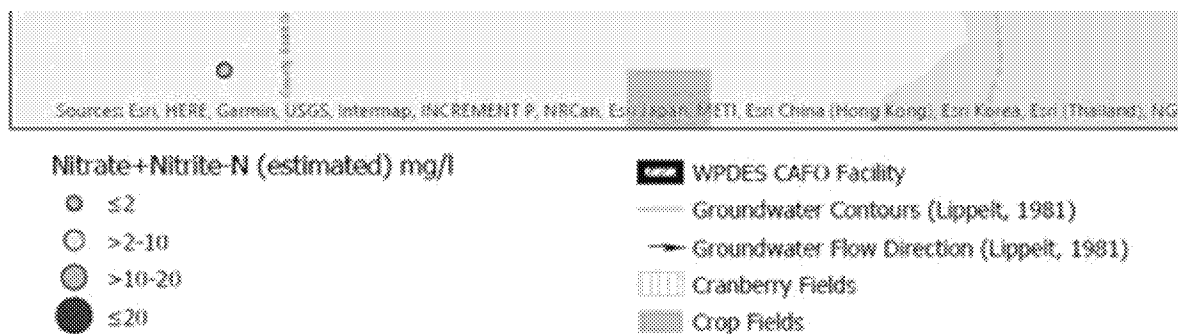 Sources: Esri, HERE, Garmin, USGS, Intermap, INCREMENT P, NRCan, Esri Japan, METI, Esri China (Hong Kong), Esri Korea, Esri (Thailand), NG
Nitrate+Nitrite-N (estimated) mg/l
≤2
>2-10
>10-20
≤20
WPDES CAFO Facility
Groundwater Contours (Lippelt, 1981)
Groundwater Flow Direction (Lippelt, 1981)
Cranberry Fields
Crop Fields